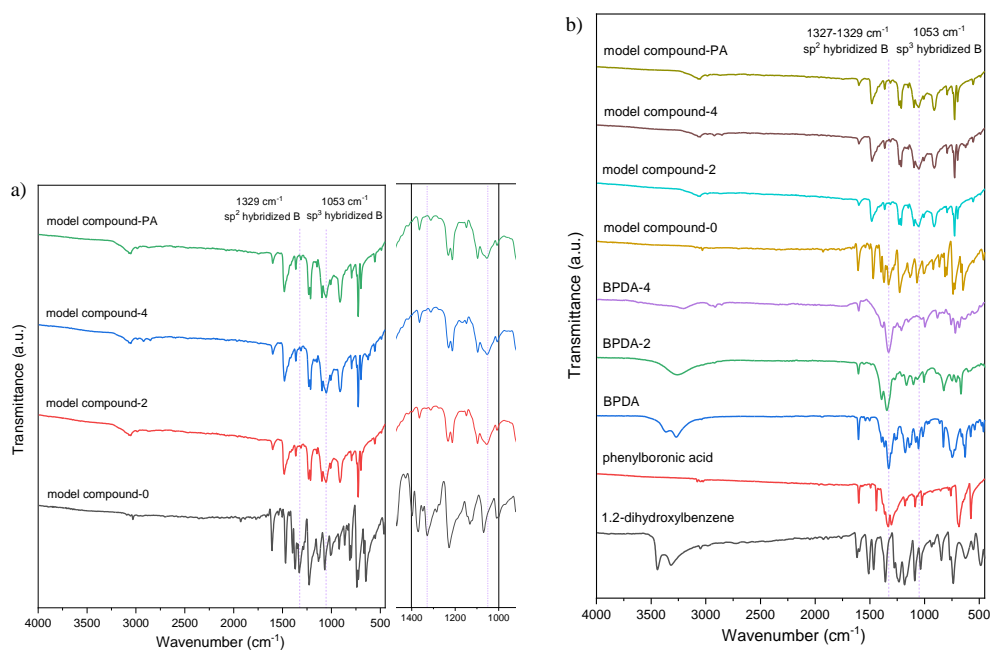 a)
1329 cm⁻¹
sp² hybridized B
1053 cm⁻¹
sp³ hybridized B
model compound-PA
model compound-4
model compound-2
model compound-0
Transmittance (a.u.)
4000 3500 3000 2500 2000 1500 1000 500
1400 1200 1000
Wavenumber (cm⁻¹)
b)
1327-1329 cm⁻¹
sp² hybridized B
1053 cm⁻¹
sp³ hybridized B
model compound-PA
model compound-4
model compound-2
model compound-0
BPDA-4
BPDA-2
BPDA
phenylboronic acid
1.2-dihydroxylbenzene
Transmittance (a.u.)
4000 3500 3000 2500 2000 1500 1000 500
Wavenumber (cm⁻¹)